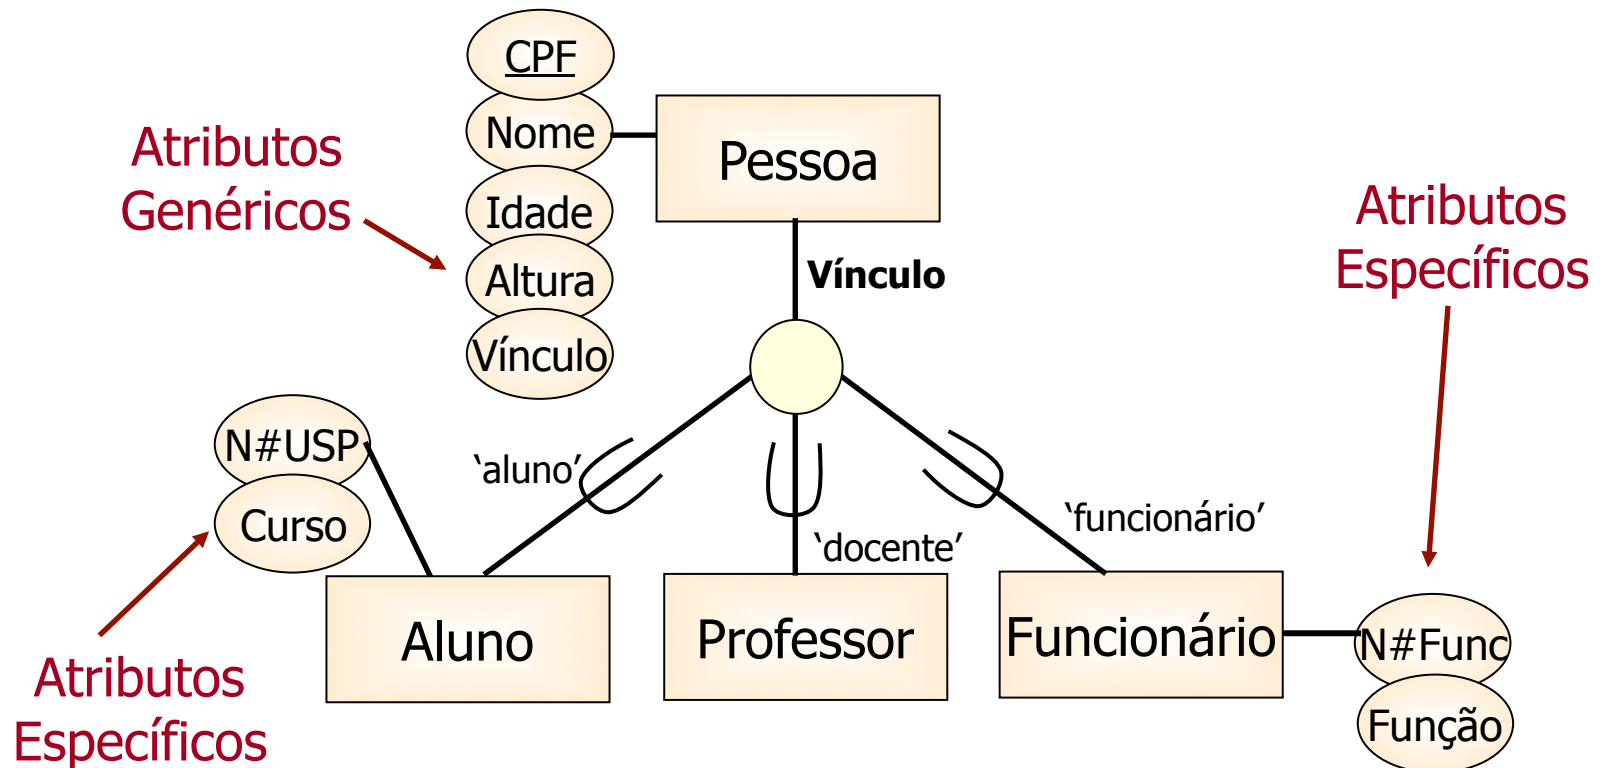 CPF
Nome
Idade
Altura
Vínculo
Atributos
Genéricos
Pessoa
Vínculo
Atributos
Específicos
N#USP
Curso
‘aluno’
‘docente’
‘funcionário’
Aluno
Professor
Funcionário
N#Func
Função
Atributos
Específicos